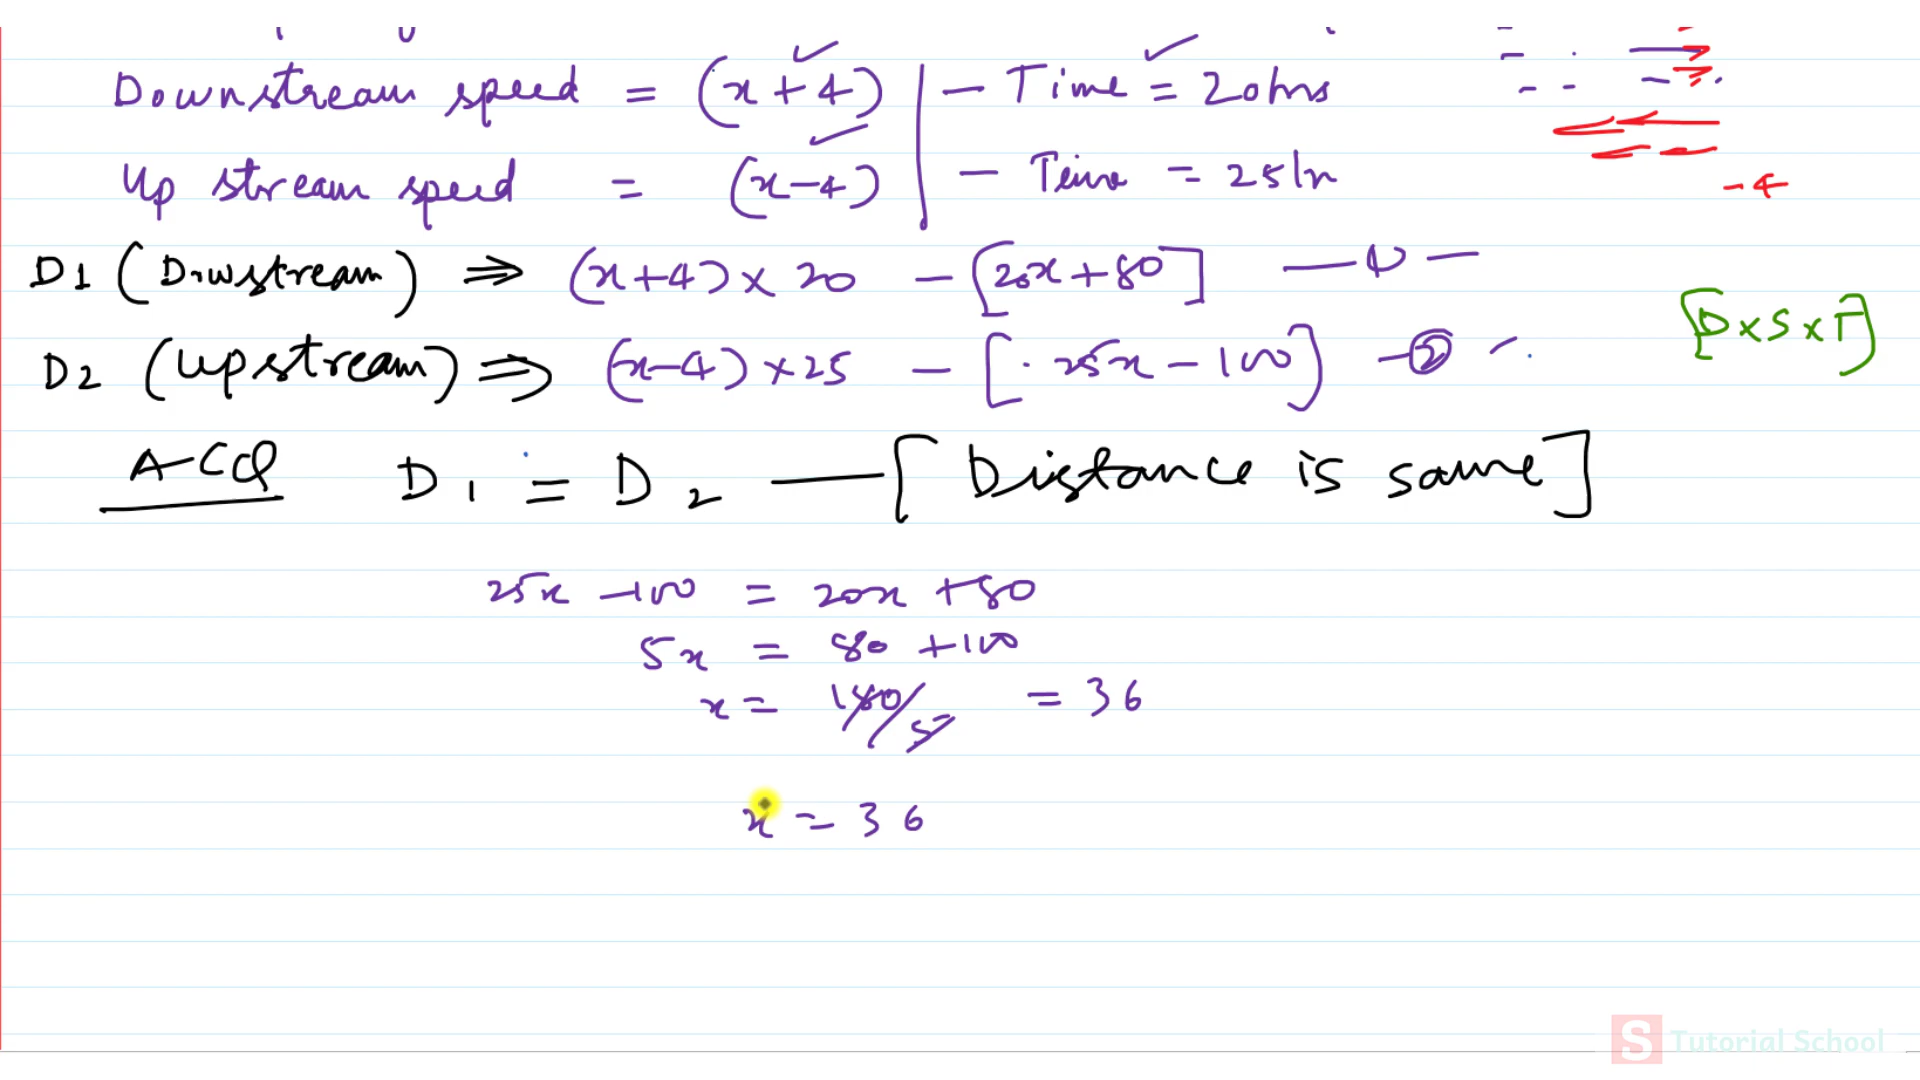 Downstream speed = (x+4) – Time = 20hrs
Up stream speed = (x-4) – Time = 25hr
-4
D1 (Downstream) ⇒ (x+4) x 20 – [20x+80] —1—
[D x S x T]
D2 (Upstream) ⇒ (x-4) x 25 – [25x - 100] –②
ACQ D1 = D2 — [Distance is same]
25x - 100 = 20x + 80
5x = 80 + 100
x = 180/5 = 36
x = 36
S Tutorial School